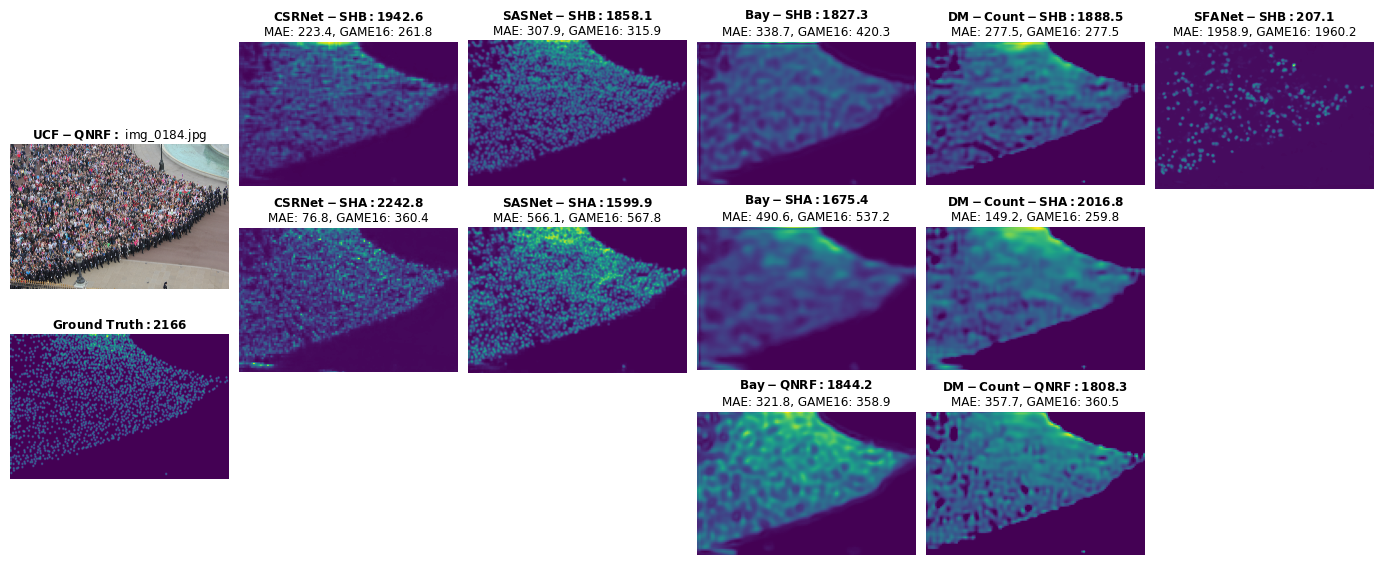 CSRNet − SHB : 1942.6
MAE: 223.4, GAME16: 261.8
SASNet − SHB : 1858.1
MAE: 307.9, GAME16: 315.9
Bay − SHB : 1827.3
MAE: 338.7, GAME16: 420.3
DM − Count − SHB : 1888.5
MAE: 277.5, GAME16: 277.5
SFANet − SHB : 207.1
MAE: 1958.9, GAME16: 1960.2
UCF − QNRF : img_0184.jpg
CSRNet − SHA : 2242.8
MAE: 76.8, GAME16: 360.4
SASNet − SHA : 1599.9
MAE: 566.1, GAME16: 567.8
Bay − SHA : 1675.4
MAE: 490.6, GAME16: 537.2
DM − Count − SHA : 2016.8
MAE: 149.2, GAME16: 259.8
Ground Truth : 2166
Bay − QNRF : 1844.2
MAE: 321.8, GAME16: 358.9
DM − Count − QNRF : 1808.3
MAE: 357.7, GAME16: 360.5